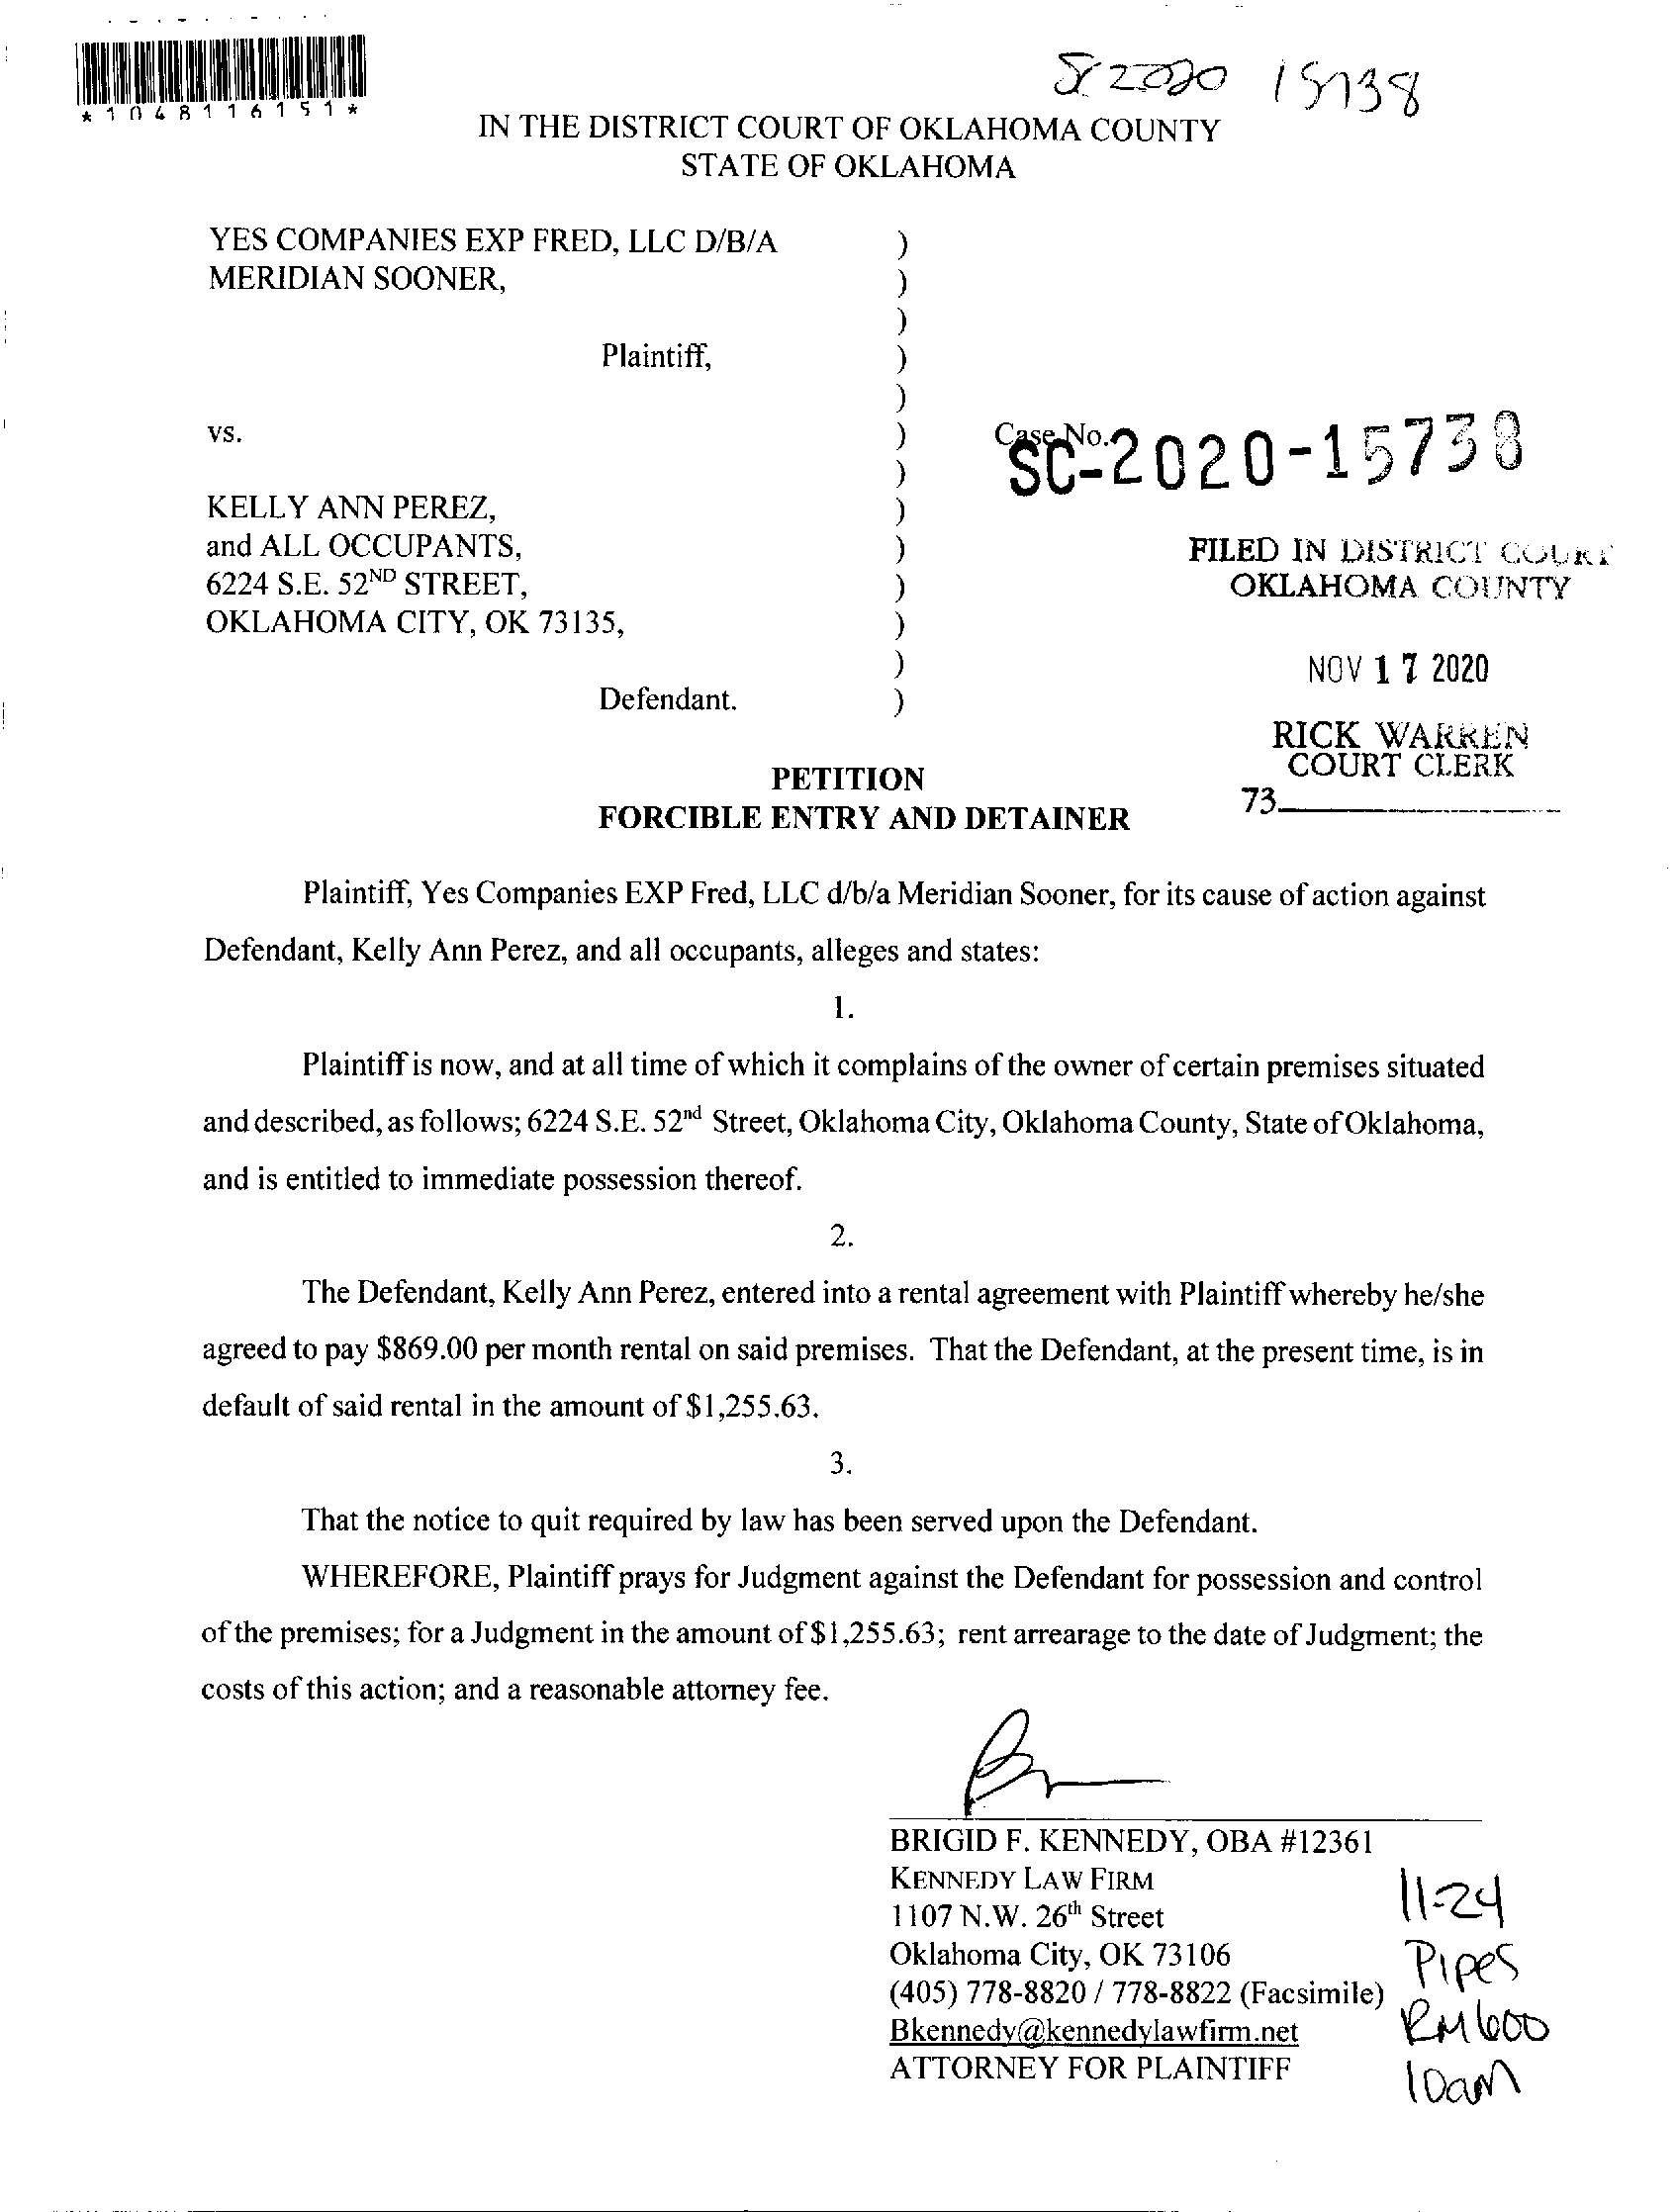 SC 2020 15738
*1048116151*
IN THE DISTRICT COURT OF OKLAHOMA COUNTY
STATE OF OKLAHOMA
YES COMPANIES EXP FRED, LLC D/B/A )
MERIDIAN SOONER, )
)
Plaintiff, )
)
vs. ) Case No. SC-2020-15738
)
KELLY ANN PEREZ, )
and ALL OCCUPANTS, ) FILED IN DISTRICT COURT
6224 S.E. 52ND STREET, ) OKLAHOMA COUNTY
OKLAHOMA CITY, OK 73135, )
) NOV 17 2020
Defendant. )
RICK WARREN
COURT CLERK
73
PETITION
FORCIBLE ENTRY AND DETAINER
Plaintiff, Yes Companies EXP Fred, LLC d/b/a Meridian Sooner, for its cause of action against
Defendant, Kelly Ann Perez, and all occupants, alleges and states:
1.
Plaintiff is now, and at all time of which it complains of the owner of certain premises situated
and described, as follows; 6224 S.E. 52nd Street, Oklahoma City, Oklahoma County, State of Oklahoma,
and is entitled to immediate possession thereof.
2.
The Defendant, Kelly Ann Perez, entered into a rental agreement with Plaintiff whereby he/she
agreed to pay $869.00 per month rental on said premises. That the Defendant, at the present time, is in
default of said rental in the amount of $1,255.63.
3.
That the notice to quit required by law has been served upon the Defendant.
WHEREFORE, Plaintiff prays for Judgment against the Defendant for possession and control
of the premises; for a Judgment in the amount of $1,255.63; rent arrearage to the date of Judgment; the
costs of this action; and a reasonable attorney fee.
BRIGID F. KENNEDY, OBA #12361
KENNEDY LAW FIRM
1107 N.W. 26th Street
Oklahoma City, OK 73106
(405) 778-8820 / 778-8822 (Facsimile)
Bkennedy@kennedylawfirm.net
ATTORNEY FOR PLAINTIFF
11-24
Pipes
RM 600
10am